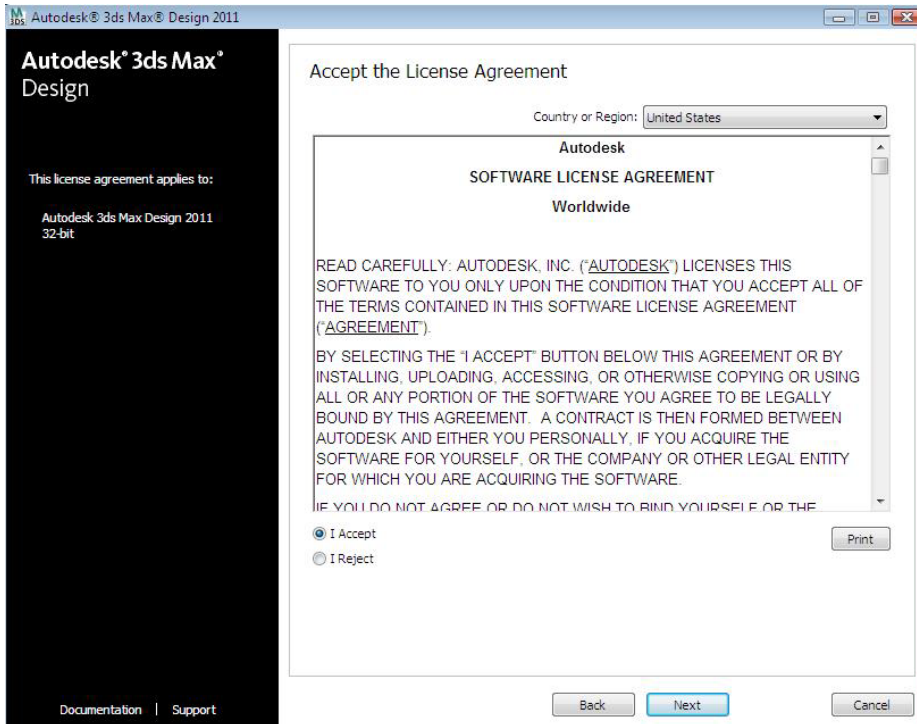 Autodesk® 3ds Max® Design 2011
Autodesk® 3ds Max®
Design
This license agreement applies to:
Autodesk 3ds Max Design 2011
32-bit
Accept the License Agreement
Country or Region: United States
Autodesk
SOFTWARE LICENSE AGREEMENT
Worldwide
READ CAREFULLY: AUTODESK, INC. (“AUTODESK”) LICENSES THIS
SOFTWARE TO YOU ONLY UPON THE CONDITION THAT YOU ACCEPT ALL OF
THE TERMS CONTAINED IN THIS SOFTWARE LICENSE AGREEMENT
(“AGREEMENT”).
BY SELECTING THE “I ACCEPT” BUTTON BELOW THIS AGREEMENT OR BY
INSTALLING, UPLOADING, ACCESSING, OR OTHERWISE COPYING OR USING
ALL OR ANY PORTION OF THE SOFTWARE YOU AGREE TO BE LEGALLY
BOUND BY THIS AGREEMENT.  A CONTRACT IS THEN FORMED BETWEEN
AUTODESK AND EITHER YOU PERSONALLY, IF YOU ACQUIRE THE
SOFTWARE FOR YOURSELF, OR THE COMPANY OR OTHER LEGAL ENTITY
FOR WHICH YOU ARE ACQUIRING THE SOFTWARE.
IF YOU DO NOT AGREE OR DO NOT WISH TO BIND YOURSELF OR THE
I Accept
Print
I Reject
Documentation | Support
Back
Next
Cancel